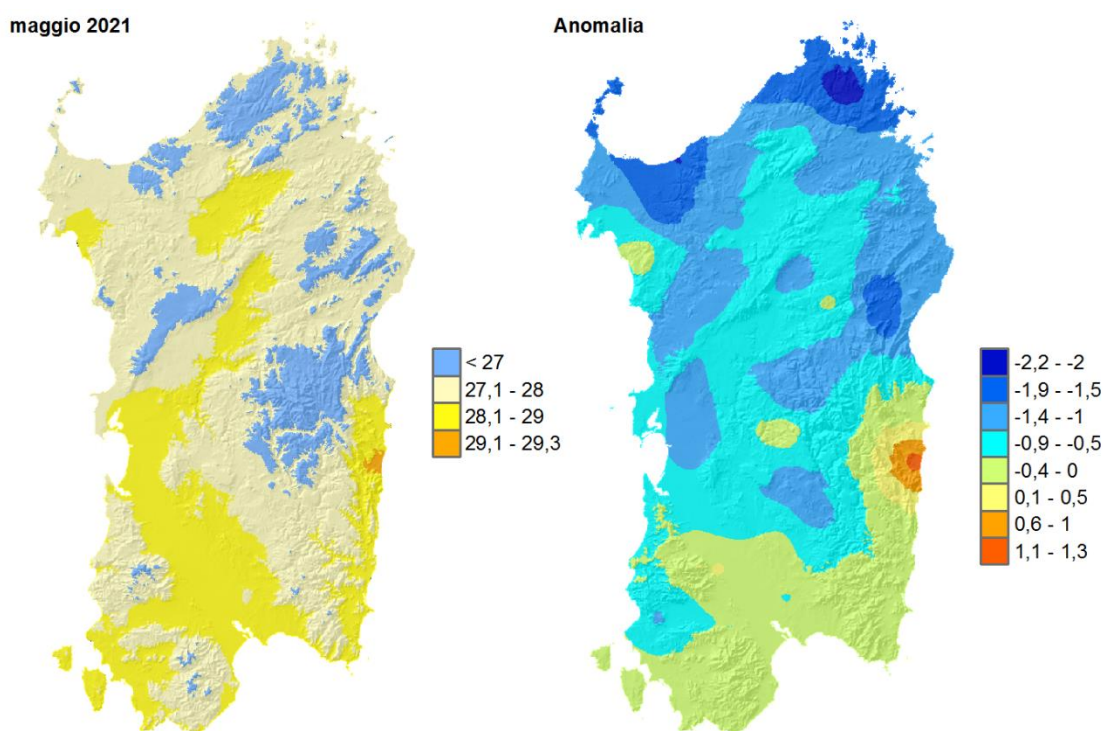 maggio 2021
< 27
27,1 - 28
28,1 - 29
29,1 - 29,3
Anomalia
-2,2 - -2
-1,9 - -1,5
-1,4 - -1
-0,9 - -0,5
-0,4 - 0
0,1 - 0,5
0,6 - 1
1,1 - 1,3